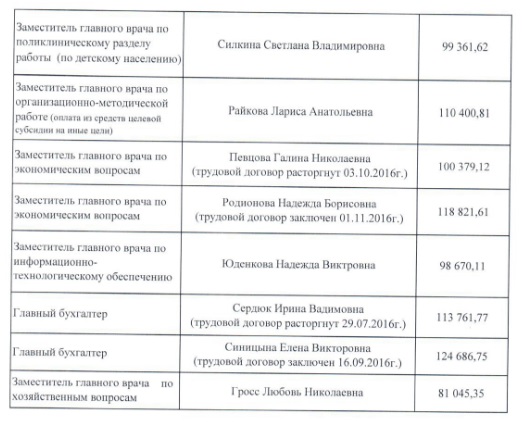 Заместитель главного врача по
поликлиническому разделу
работы (по детскому населению)
Силкина Светлана Владимировна
99 361,62
Заместитель главного врача по
организационно-методической
работе (оплата из средств целевой
субсидии на иные цели)
Райкова Лариса Анатольевна
110 400,81
Заместитель главного врача по
экономическим вопросам
Певцова Галина Николаевна
(трудовой договор расторгнут 03.10.2016г.)
100 379,12
Заместитель главного врача по
экономическим вопросам
Родионова Надежда Борисовна
(трудовой договор заключен 01.11.2016г.)
118 821,61
Заместитель главного врача по
информационно-
технологическому обеспечению
Юденкова Надежда Виктровна
98 670,11
Главный бухгалтер
Сердюк Ирина Вадимовна
(трудовой договор расторгнут 29.07.2016г.)
113 761,77
Главный бухгалтер
Синицына Елена Викторовна
(трудовой договор заключен 16.09.2016г.)
124 686,75
Заместитель главного врача по
хозяйственным вопросам
Гросс Любовь Николаевна
81 045,35